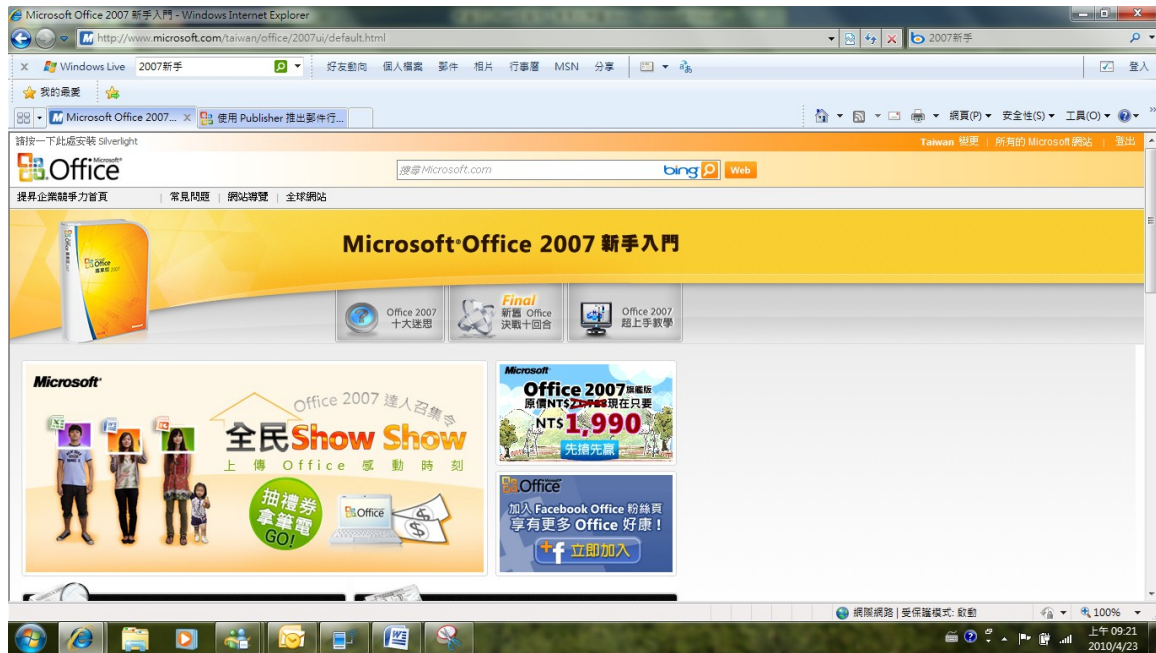 Microsoft Office 2007 新手入門 - Windows Internet Explorer
http://www.microsoft.com/taiwan/office/2007ui/default.html
2007新手
Windows Live 2007新手 好友動向 個人檔案 郵件 相片 行事曆 MSN 分享 登入
我的最愛
Microsoft Office 2007... 使用 Publisher 推出郵件行... 網頁(P) 安全性(S) 工具(O)
請按一下此處安裝 Silverlight Taiwan 變更 | 所有的 Microsoft 網站 | 登出
Microsoft
Office 搜尋 Microsoft.com bing Web
提昇企業競爭力首頁 | 常見問題 | 網站導覽 | 全球網站
Microsoft Office 2007 新手入門
Office 2007
十大迷思
Final
新舊 Office
決戰十回合
Office 2007
超上手教學
Microsoft
Office 2007 達人召集令
全民Show Show
上傳 Office 感動時刻
抽禮券
拿筆電
GO!
Office
Microsoft
Office 2007 旗艦版
原價NT$ 現在只要
NT$1,990
先搶先贏
Office
加入 Facebook Office 粉絲頁
享有更多 Office 好康！
立即加入
網際網路 | 受保護模式: 啟動 100%
上午 09:21
2010/4/23